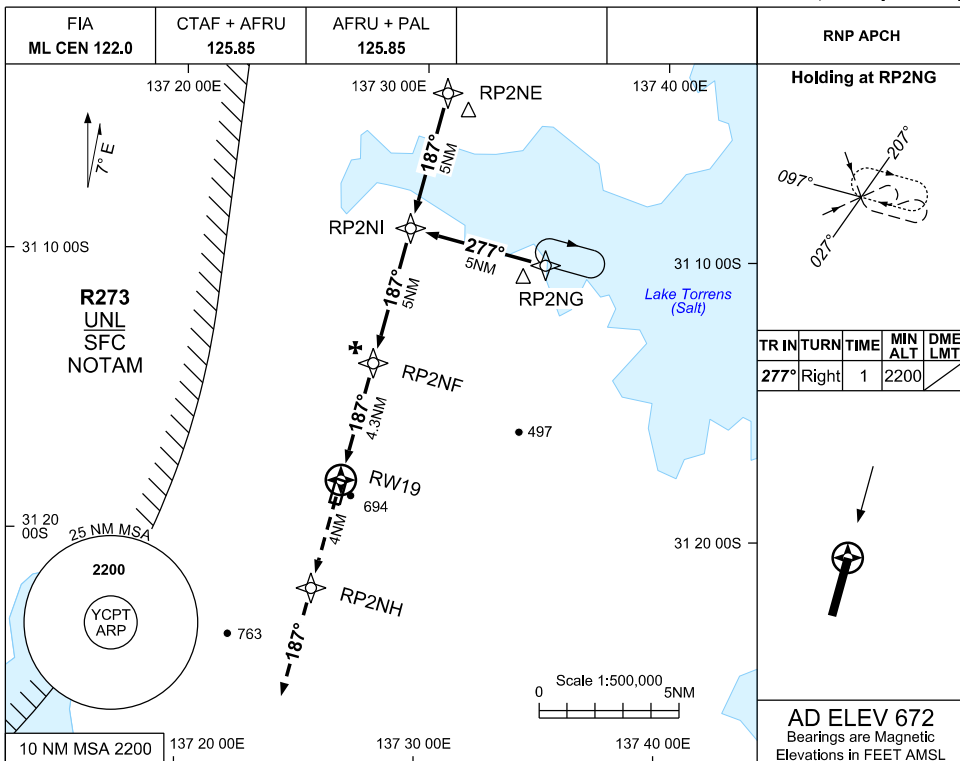 FIA
ML CEN 122.0
CTAF + AFRU
125.85
AFRU + PAL
125.85
RNP APCH
137 20 00E
137 30 00E
137 40 00E
RP2NE
7° E
187°
5NM
RP2NI
277°
5NM
RP2NG
31 10 00S
31 10 00S
Lake Torrens
(Salt)
R273
UNL
SFC
NOTAM
187°
5NM
RP2NF
187°
4.3NM
497
RW19
694
31 20
00S
31 20 00S
25 NM MSA
2200
YCPT
ARP
4NM
RP2NH
763
187°
Scale 1:500,000
0
5NM
10 NM MSA 2200
137 20 00E
137 30 00E
137 40 00E
Holding at RP2NG
207°
097°
027°
TR IN TURN TIME MIN ALT DME LMT
277° Right 1 2200
AD ELEV 672
Bearings are Magnetic
Elevations in FEET AMSL